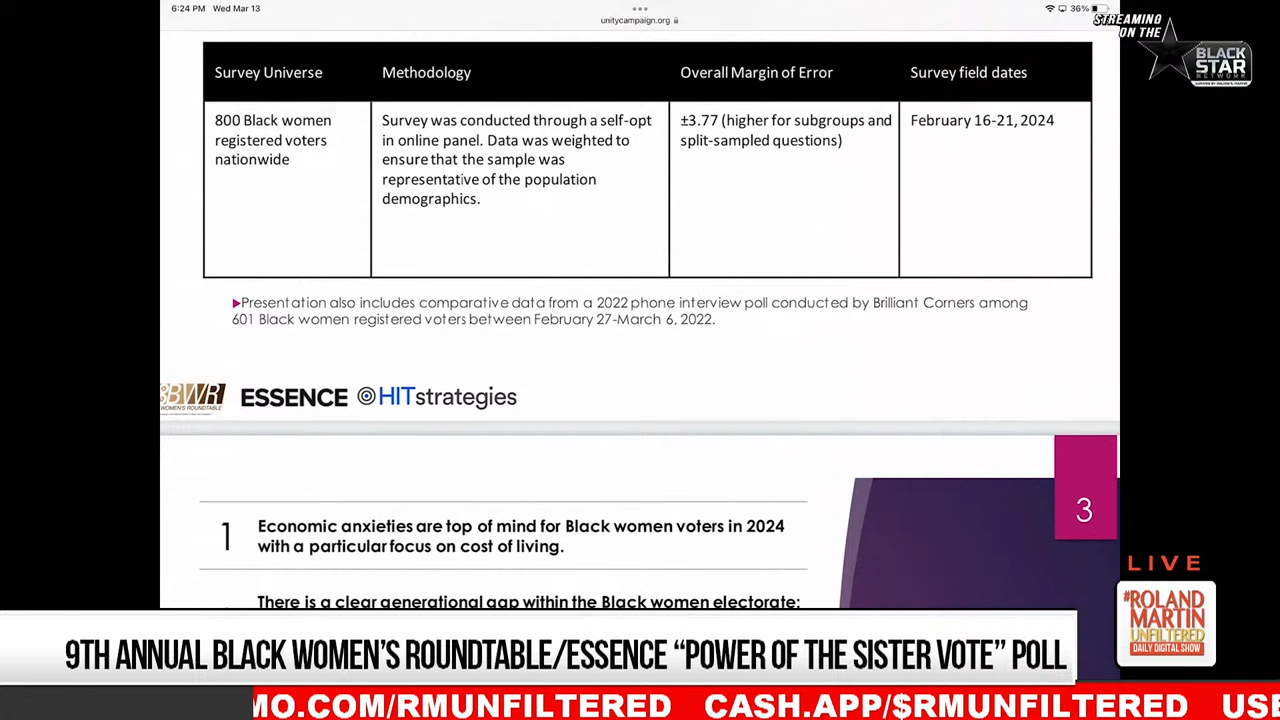 6:24 PM Wed Mar 13
36%
unitycampaign.org
STREAMING
ON THE
BLACK
STAR
NETWORK
Survey Universe
Methodology
Overall Margin of Error
Survey field dates
800 Black women
registered voters
nationwide
Survey was conducted through a self-opt
in online panel. Data was weighted to
ensure that the sample was
representative of the population
demographics.
±3.77 (higher for subgroups and
split-sampled questions)
February 16-21, 2024
Presentation also includes comparative data from a 2022 phone interview poll conducted by Brilliant Corners among
601 Black women registered voters between February 27-March 6, 2022.
BWR
WOMEN'S ROUNDTABLE
ESSENCE
HITstrategies
3
1
Economic anxieties are top of mind for Black women voters in 2024
with a particular focus on cost of living.
There is a clear generational gap within the Black women electorate:
LIVE
#ROLAND
MARTIN
UNFILTERED
DAILY DIGITAL SHOW
9TH ANNUAL BLACK WOMEN'S ROUNDTABLE/ESSENCE “POWER OF THE SISTER VOTE” POLL
MO.COM/RMUNFILTERED CASH.APP/$RMUNFILTERED USE